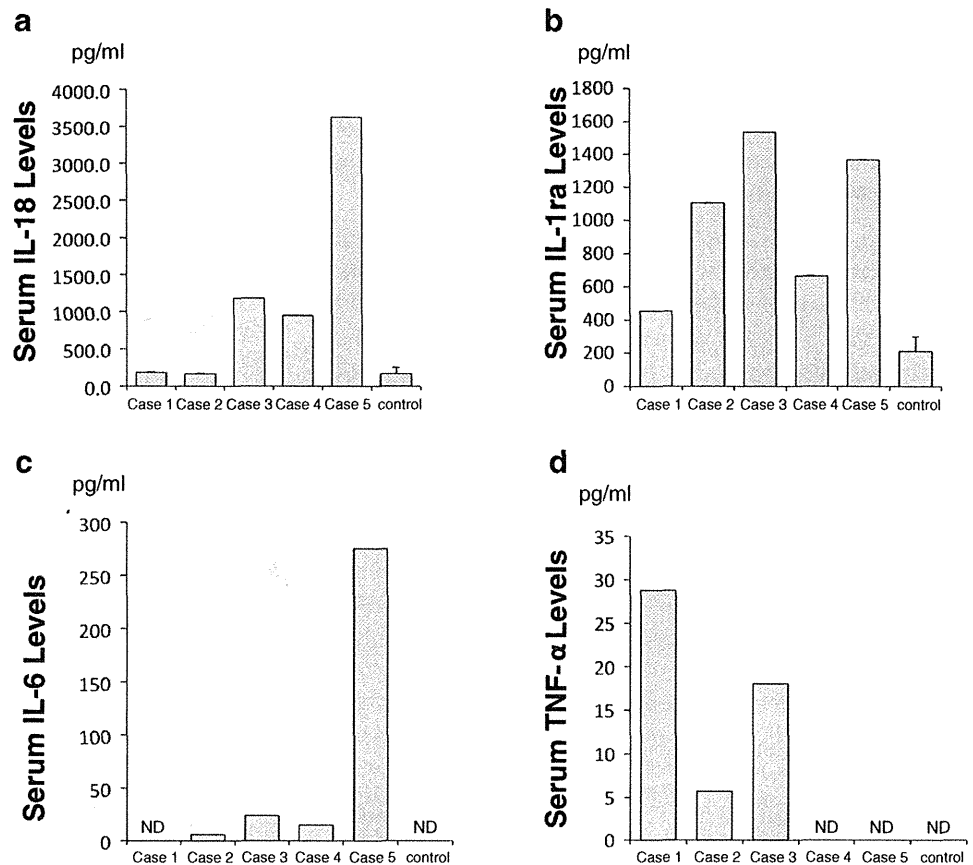 a
pg/ml
Serum IL-18 Levels
4000.0
3500.0
3000.0
2500.0
2000.0
1500.0
1000.0
500.0
0.0
Case 1 Case 2 Case 3 Case 4 Case 5 control
b
pg/ml
Serum IL-1ra Levels
1800
1600
1400
1200
1000
800
600
400
200
0
Case 1 Case 2 Case 3 Case 4 Case 5 control
c
pg/ml
Serum IL-6 Levels
300
250
200
150
100
50
0
ND ND
Case 1 Case 2 Case 3 Case 4 Case 5 control
d
pg/ml
Serum TNF-α Levels
35
30
25
20
15
10
5
0
ND ND ND
Case 1 Case 2 Case 3 Case 4 Case 5 control